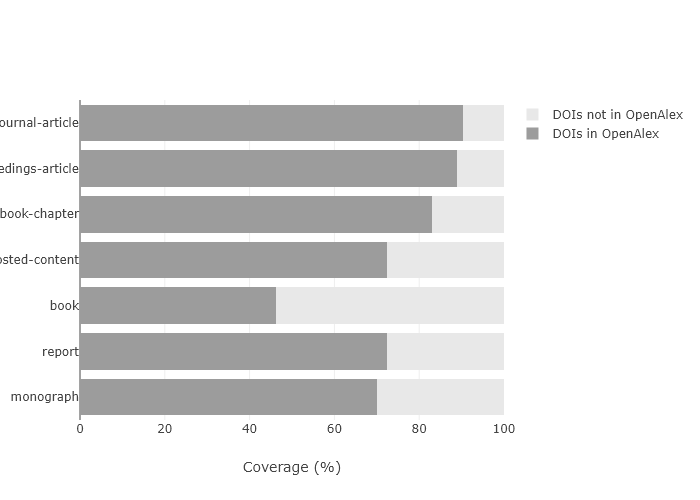 DOIs not in OpenAlex
DOIs in OpenAlex
ournal-article
edings-article
book-chapter
osted-content
book
report
monograph
0 20 40 60 80 100
Coverage (%)